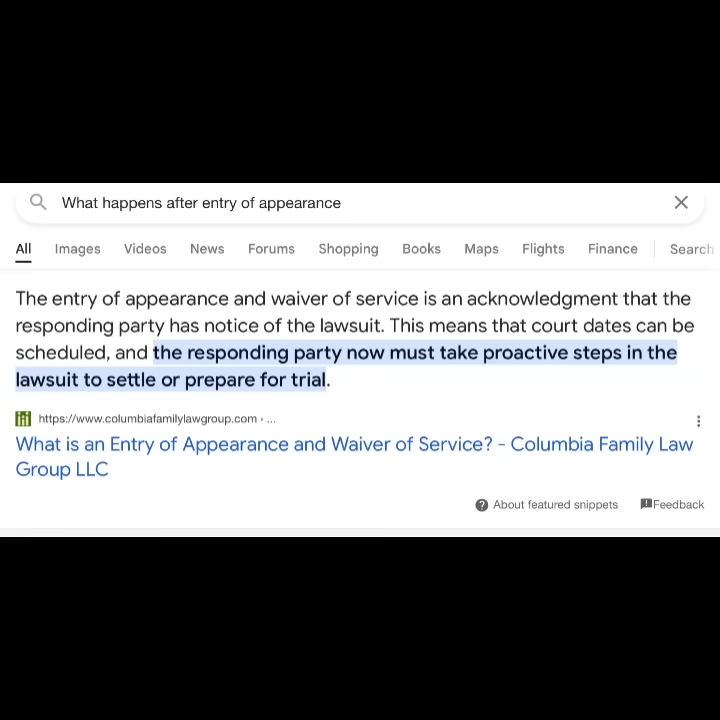 What happens after entry of appearance
All Images Videos News Forums Shopping Books Maps Flights Finance Search
The entry of appearance and waiver of service is an acknowledgment that the
responding party has notice of the lawsuit. This means that court dates can be
scheduled, and the responding party now must take proactive steps in the
lawsuit to settle or prepare for trial.
https://www.columbiafamilylawgroup.com › ...
What is an Entry of Appearance and Waiver of Service? - Columbia Family Law
Group LLC
About featured snippets Feedback